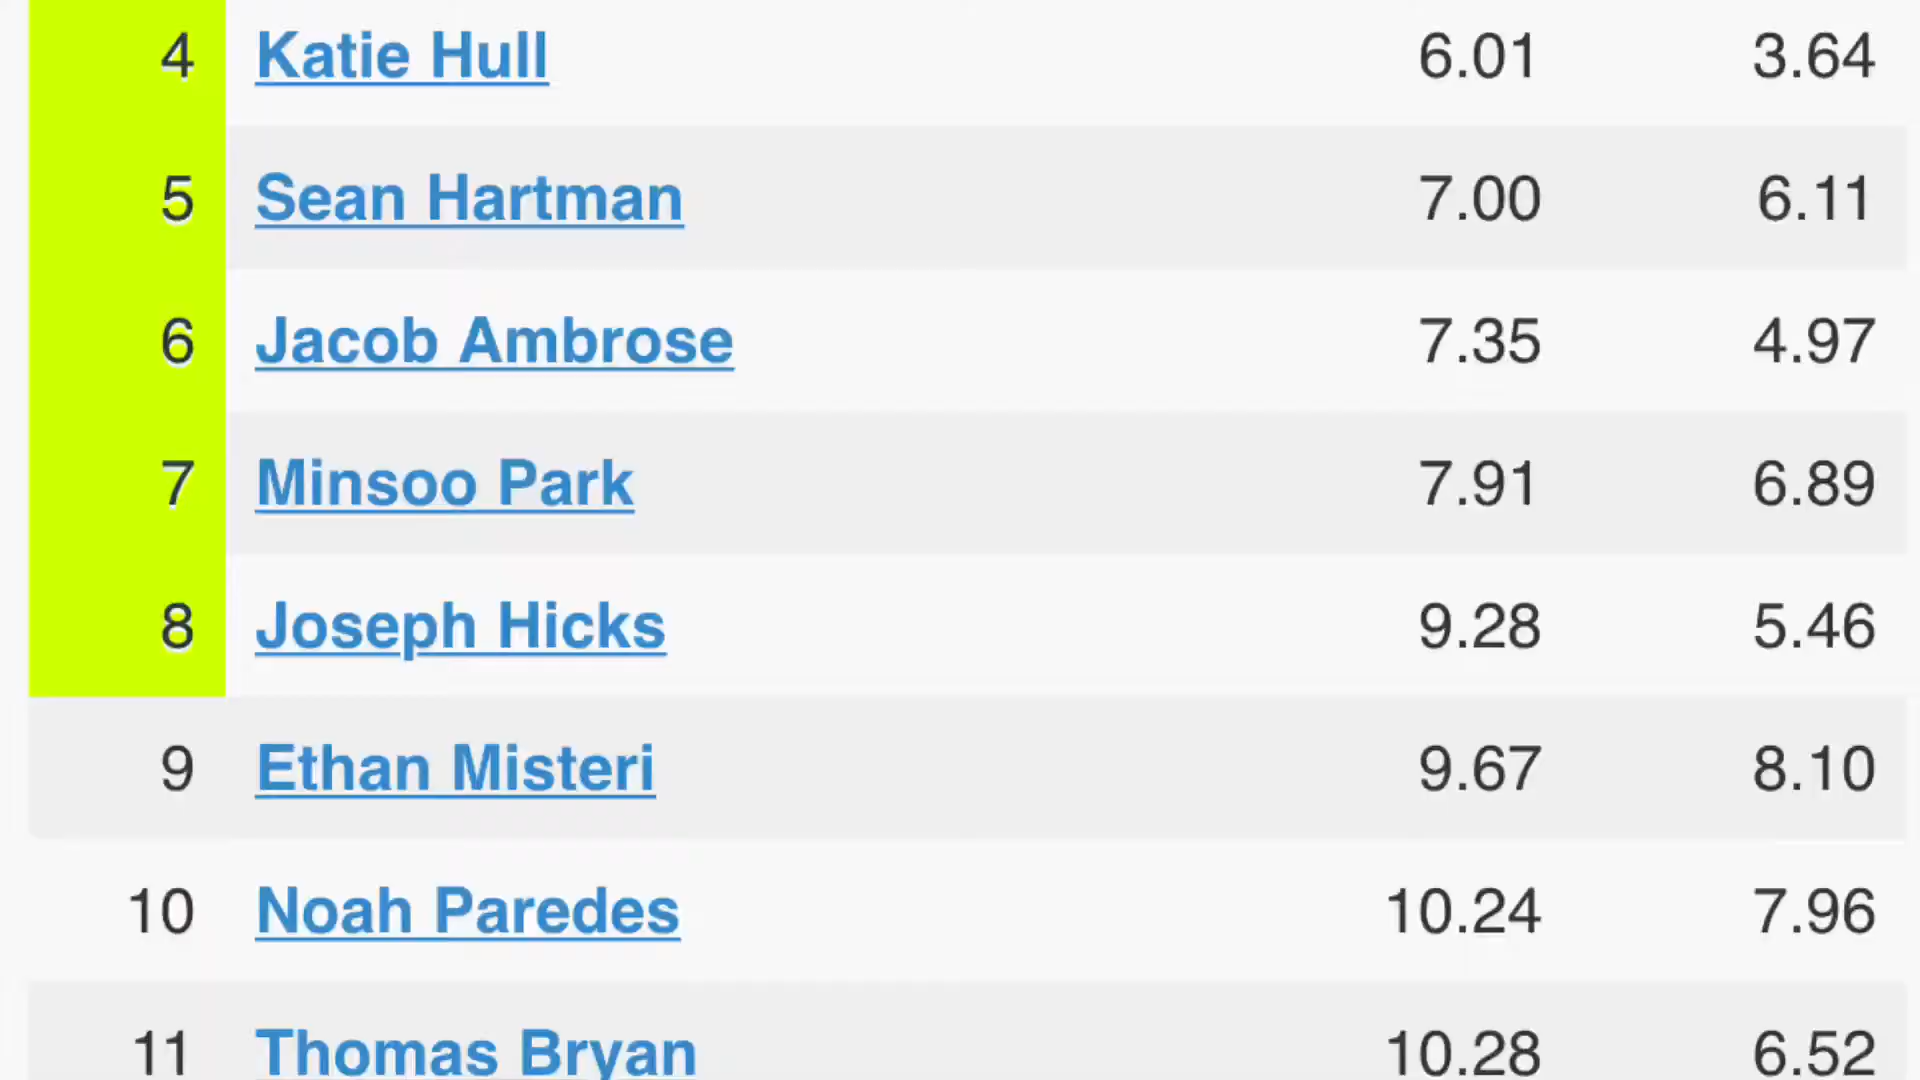 4 Katie Hull 6.01 3.64
5 Sean Hartman 7.00 6.11
6 Jacob Ambrose 7.35 4.97
7 Minsoo Park 7.91 6.89
8 Joseph Hicks 9.28 5.46
9 Ethan Misteri 9.67 8.10
10 Noah Paredes 10.24 7.96
11 Thomas Bryan 10.28 6.52